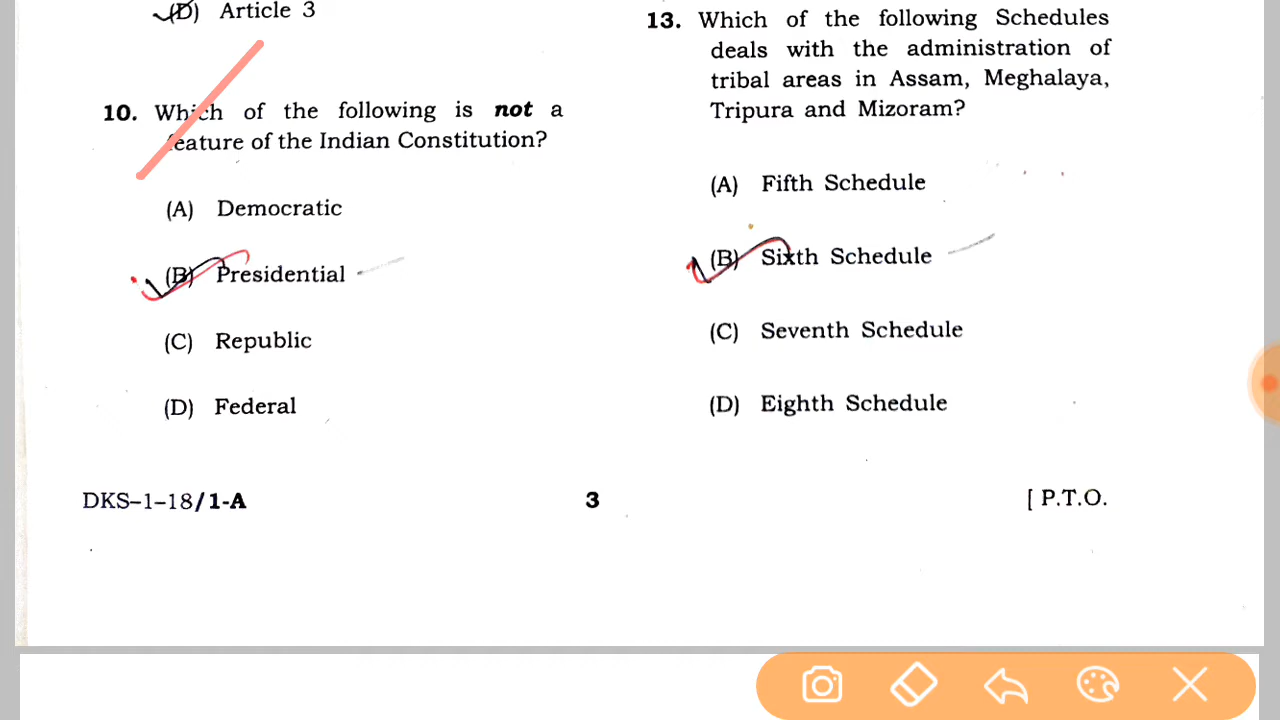 (D) Article 3
10. Which of the following is not a
feature of the Indian Constitution?
(A) Democratic
(B) Presidential
(C) Republic
(D) Federal
13. Which of the following Schedules
deals with the administration of
tribal areas in Assam, Meghalaya,
Tripura and Mizoram?
(A) Fifth Schedule
(B) Sixth Schedule
(C) Seventh Schedule
(D) Eighth Schedule
DKS–1–18/1-A
3
[ P.T.O.